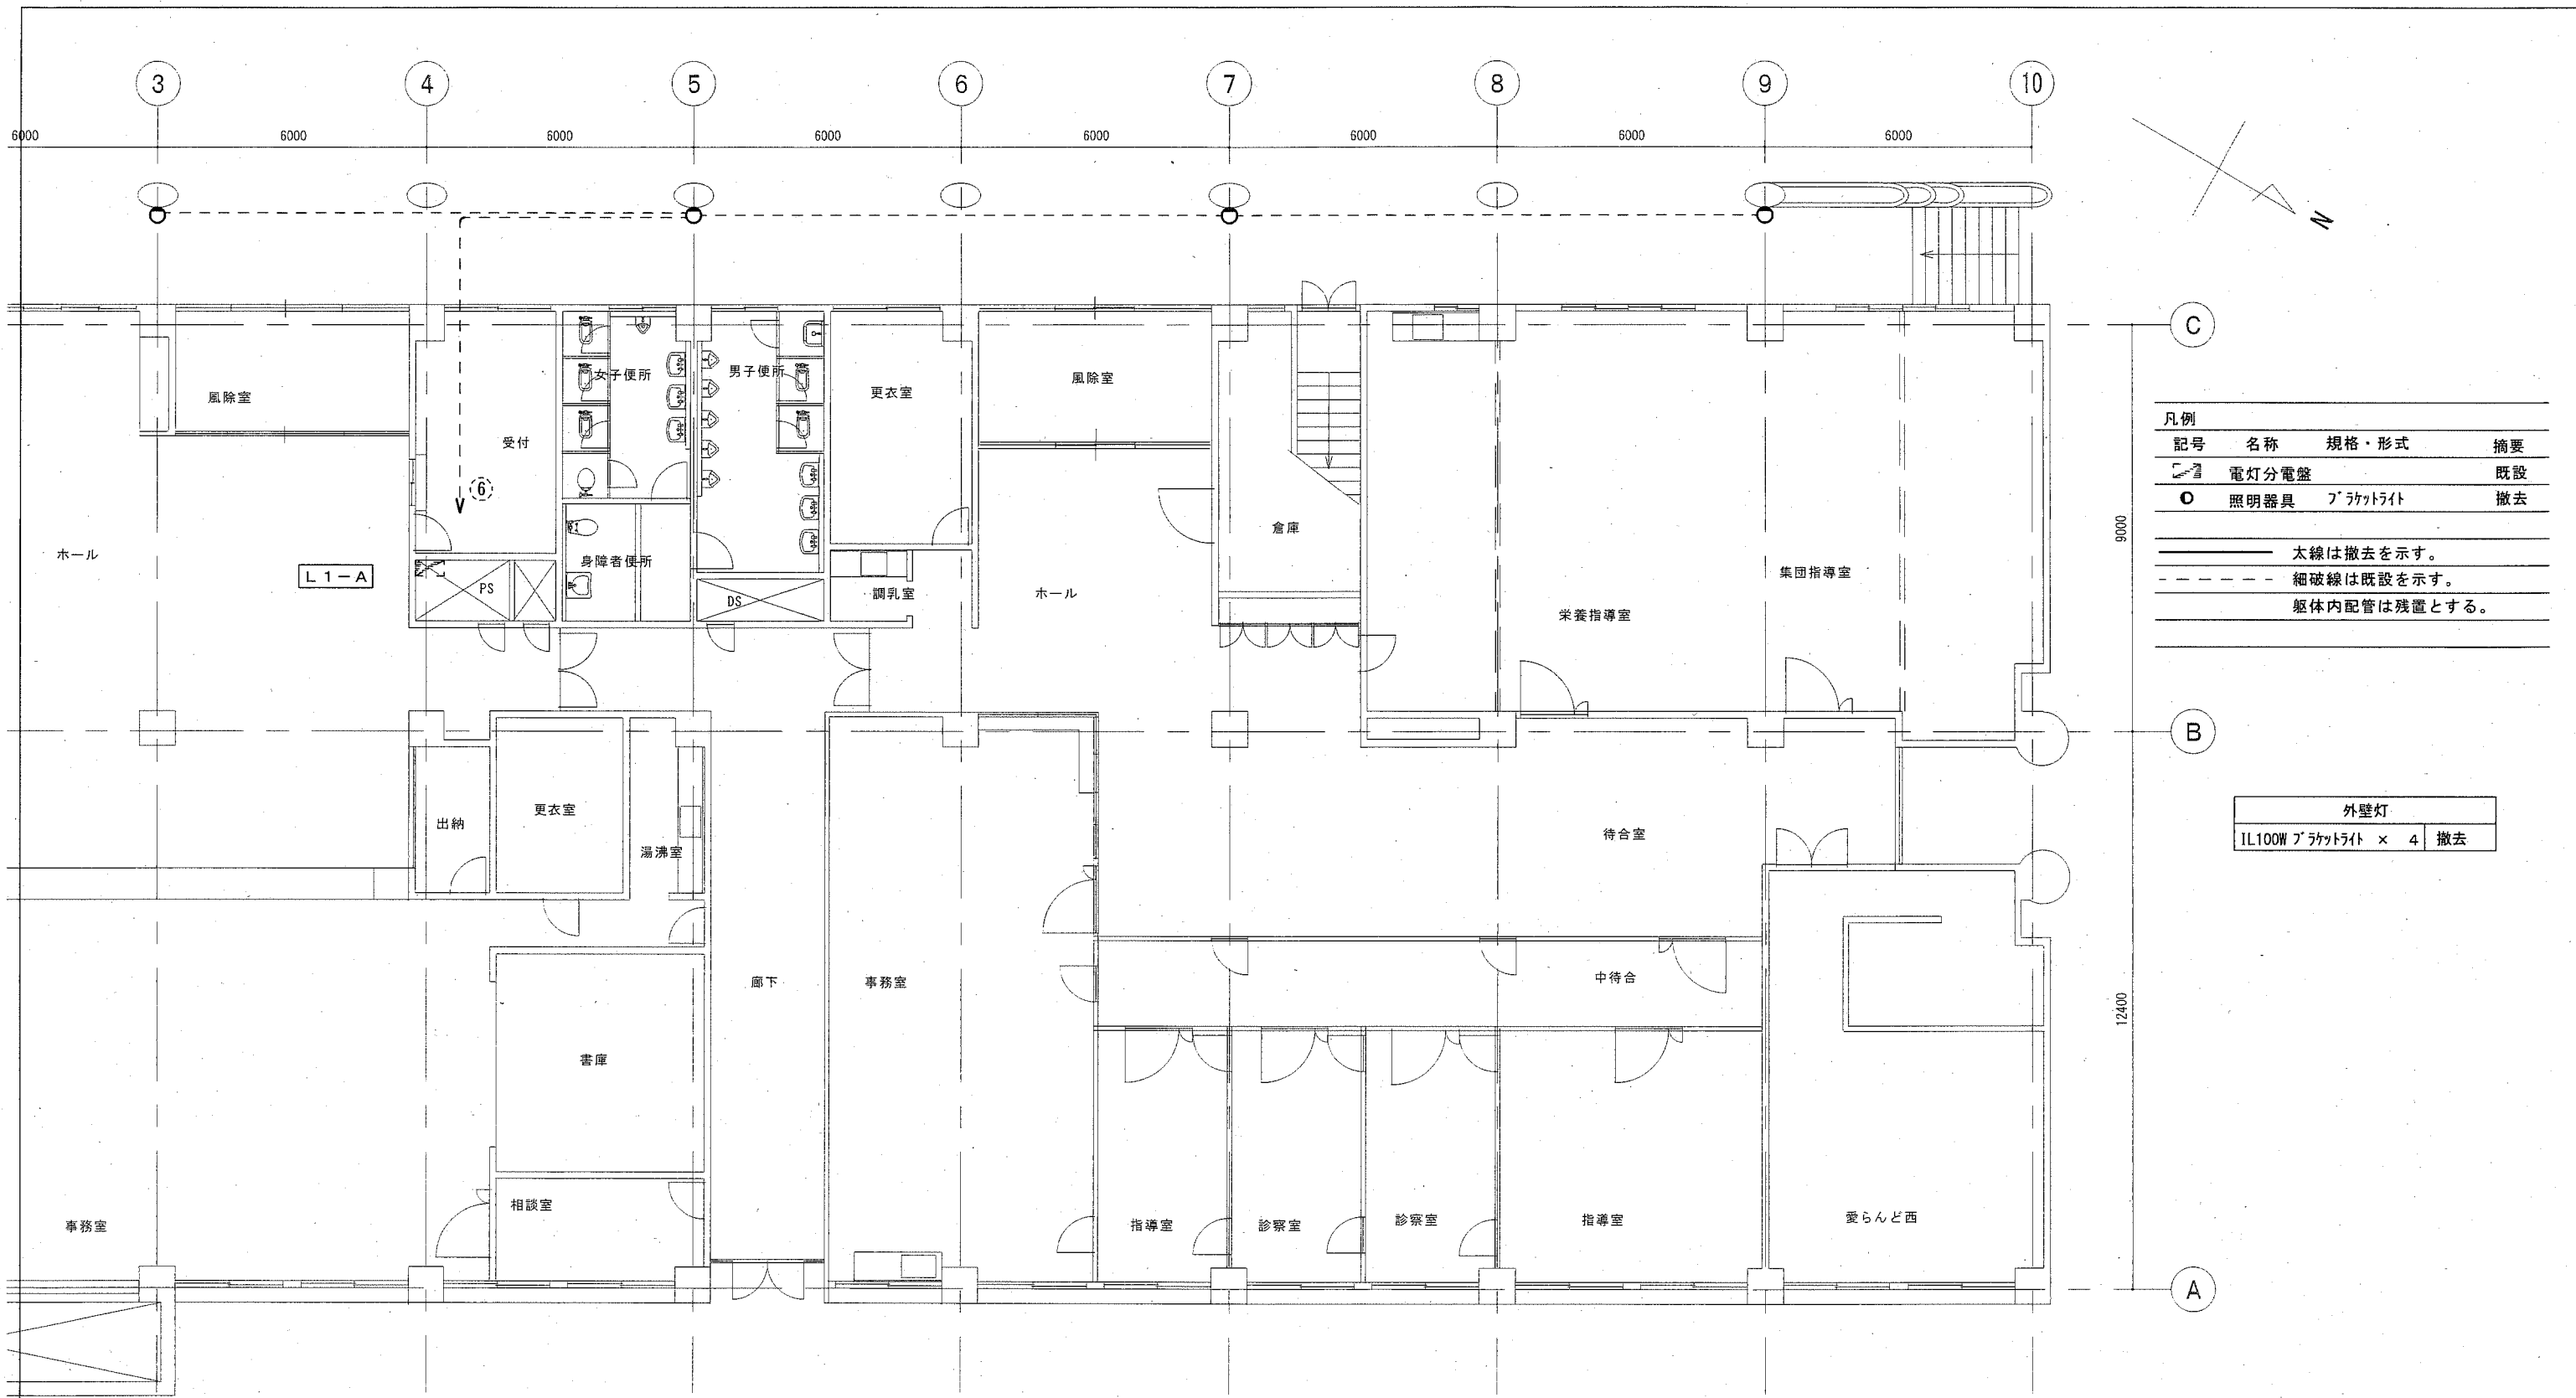 3 4 5 6 7 8 9 10
6000 6000 6000 6000 6000 6000 6000 6000
N
C
風除室
受付
女子便所
男子便所
更衣室
風除室
凡例
記号 名称 規格・形式 摘要
電灯分電盤 既設
照明器具 ブラケットライト 撤去
太線は撤去を示す。
細破線は既設を示す。
躯体内配管は残置とする。
6
ホール
L1-A
PS
身障者便所
DS
調乳室
ホール
倉庫
栄養指導室
集団指導室
9000
B
出納
更衣室
湯沸室
待合室
外壁灯
IL100W ブラケットライト × 4 撤去
廊下
事務室
中待合
12400
書庫
事務室
相談室
指導室
診察室
診察室
指導室
愛らんど西
A